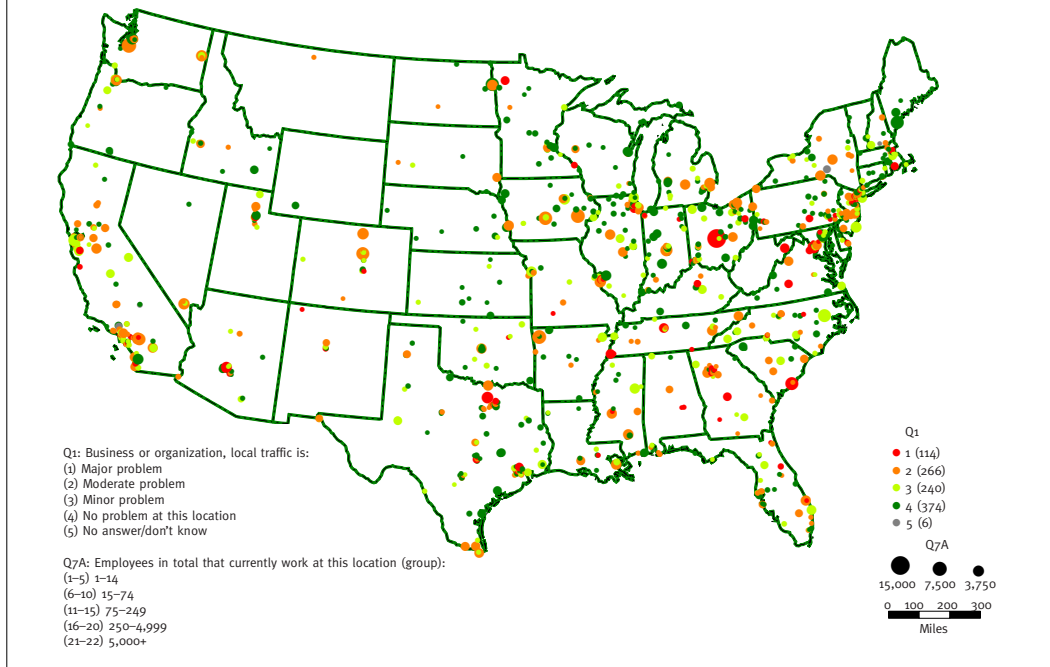 Q1: Business or organization, local traffic is:
(1) Major problem
(2) Moderate problem
(3) Minor problem
(4) No problem at this location
(5) No answer/don't know
Q7A: Employees in total that currently work at this location (group):
(1–5) 1–14
(6–10) 15–74
(11–15) 75–249
(16–20) 250–4,999
(21–22) 5,000+
Q1
1 (114)
2 (266)
3 (240)
4 (374)
5 (6)
Q7A
15,000 7,500 3,750
0 100 200 300
Miles